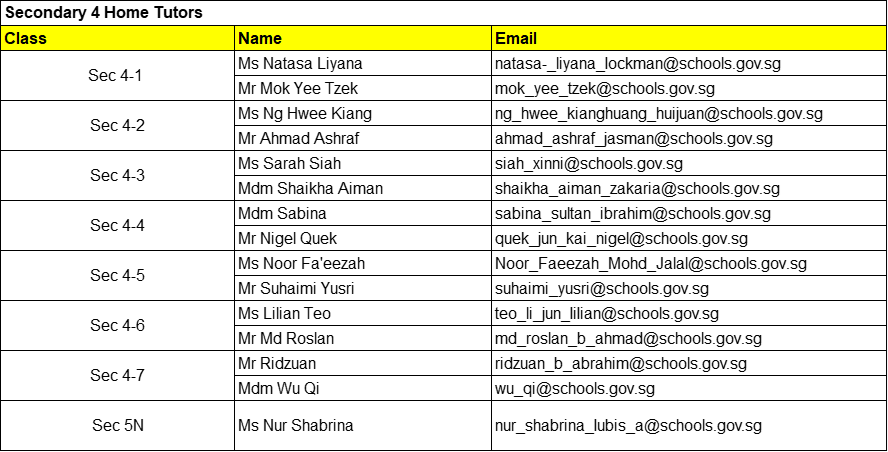 Secondary 4 Home Tutors
Class Name Email
Sec 4-1
Ms Natasa Liyana natasa-_liyana_lockman@schools.gov.sg
Mr Mok Yee Tzek mok_yee_tzek@schools.gov.sg
Sec 4-2
Ms Ng Hwee Kiang ng_hwee_kianghuang_huijuan@schools.gov.sg
Mr Ahmad Ashraf ahmad_ashraf_jasman@schools.gov.sg
Sec 4-3
Ms Sarah Siah siah_xinni@schools.gov.sg
Mdm Shaikha Aiman shaikha_aiman_zakaria@schools.gov.sg
Sec 4-4
Mdm Sabina sabina_sultan_ibrahim@schools.gov.sg
Mr Nigel Quek quek_jun_kai_nigel@schools.gov.sg
Sec 4-5
Ms Noor Fa'eezah Noor_Faeezah_Mohd_Jalal@schools.gov.sg
Mr Suhaimi Yusri suhaimi_yusri@schools.gov.sg
Sec 4-6
Ms Lilian Teo teo_li_jun_lilian@schools.gov.sg
Mr Md Roslan md_roslan_b_ahmad@schools.gov.sg
Sec 4-7
Mr Ridzuan ridzuan_b_abrahim@schools.gov.sg
Mdm Wu Qi wu_qi@schools.gov.sg
Sec 5N Ms Nur Shabrina nur_shabrina_lubis_a@schools.gov.sg